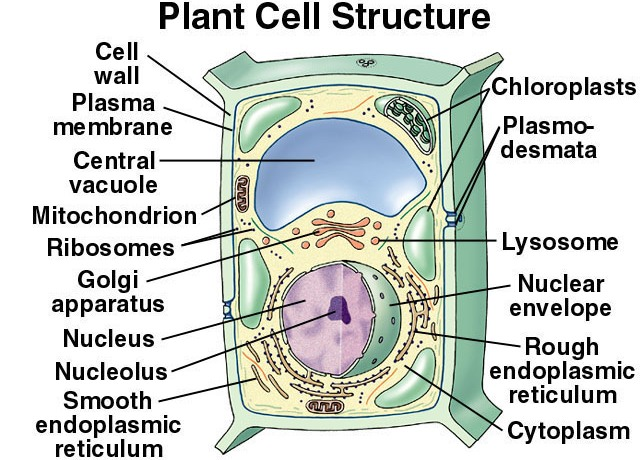 Plant Cell Structure
Cell
wall
Plasma
membrane
Central
vacuole
Mitochondrion
Ribosomes
Golgi
apparatus
Nucleus
Nucleolus
Smooth
endoplasmic
reticulum
Chloroplasts
Plasmo-
desmata
Lysosome
Nuclear
envelope
Rough
endoplasmic
reticulum
Cytoplasm